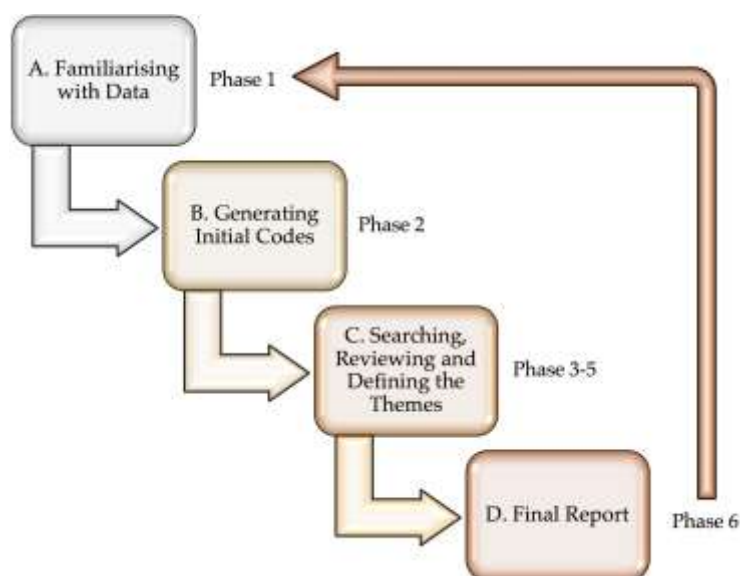 A. Familiarising
with Data
Phase 1
B. Generating
Initial Codes
Phase 2
C. Searching,
Reviewing and
Defining the
Themes
Phase 3-5
D. Final Report
Phase 6